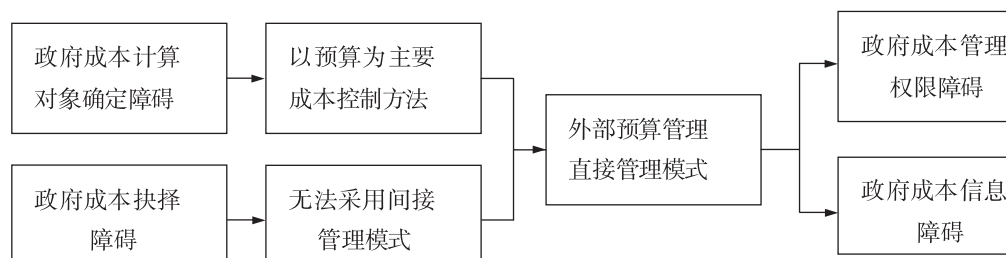 政府成本计算
对象确定障碍
以预算为主要
成本控制方法
政府成本抉择
障碍
无法采用间接
管理模式
外部预算管理
直接管理模式
政府成本管理
权限障碍
政府成本信息
障碍